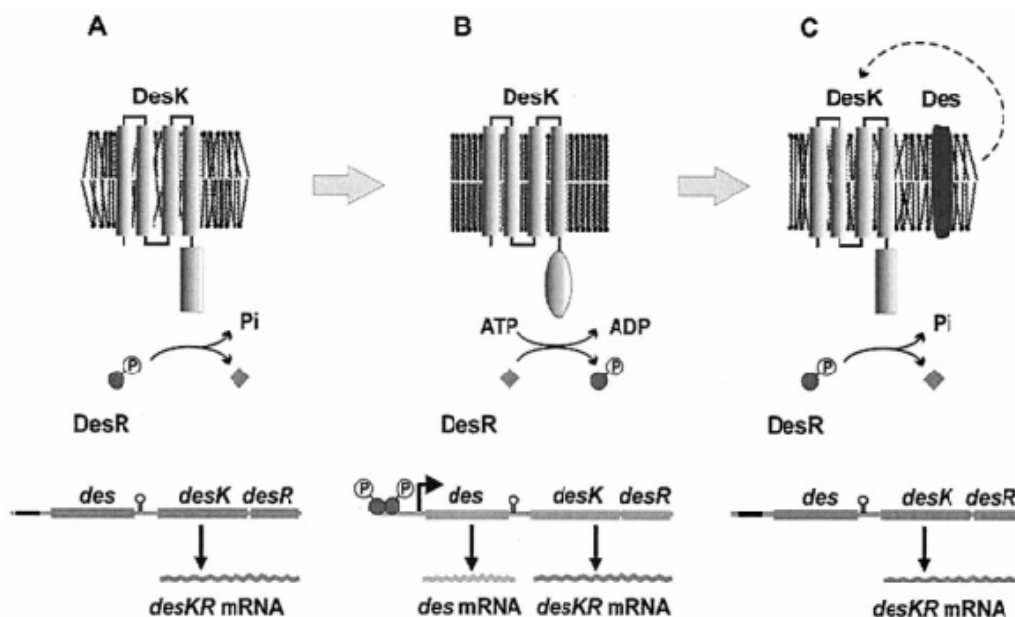 A B C
DesK DesK DesK Des
Pi ATP ADP Pi
P P P
DesR DesR DesR
P P
des desK desR des desK desR des desK desR
desKR mRNA des mRNA desKR mRNA desKR mRNA